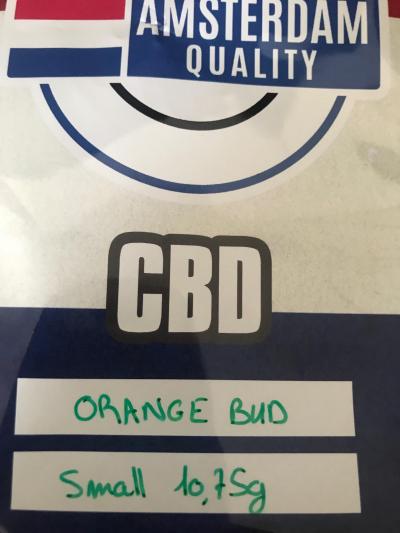 AMSTERDAM
QUALITY
CBD
ORANGE BUD
Small 10,75g